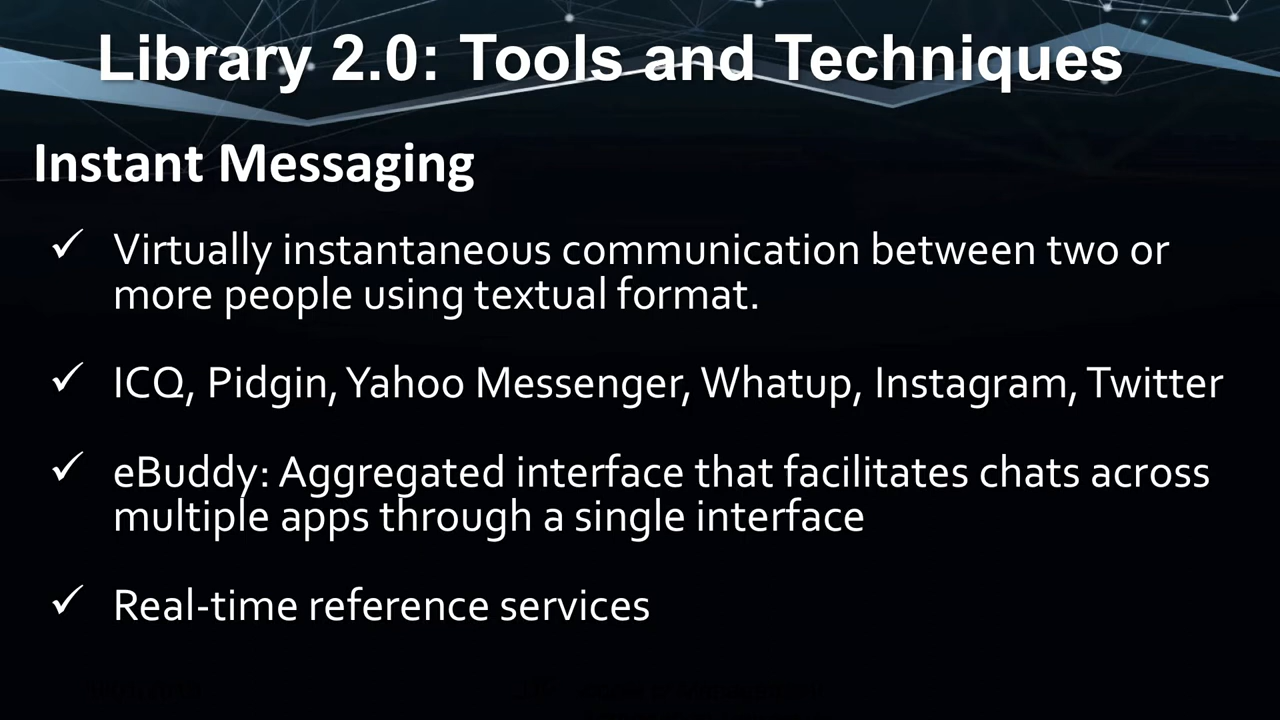 Library 2.0: Tools and Techniques
Instant Messaging
✓ Virtually instantaneous communication between two or
more people using textual format.
✓ ICQ, Pidgin, Yahoo Messenger, Whatup, Instagram, Twitter
✓ eBuddy: Aggregated interface that facilitates chats across
multiple apps through a single interface
✓ Real-time reference services